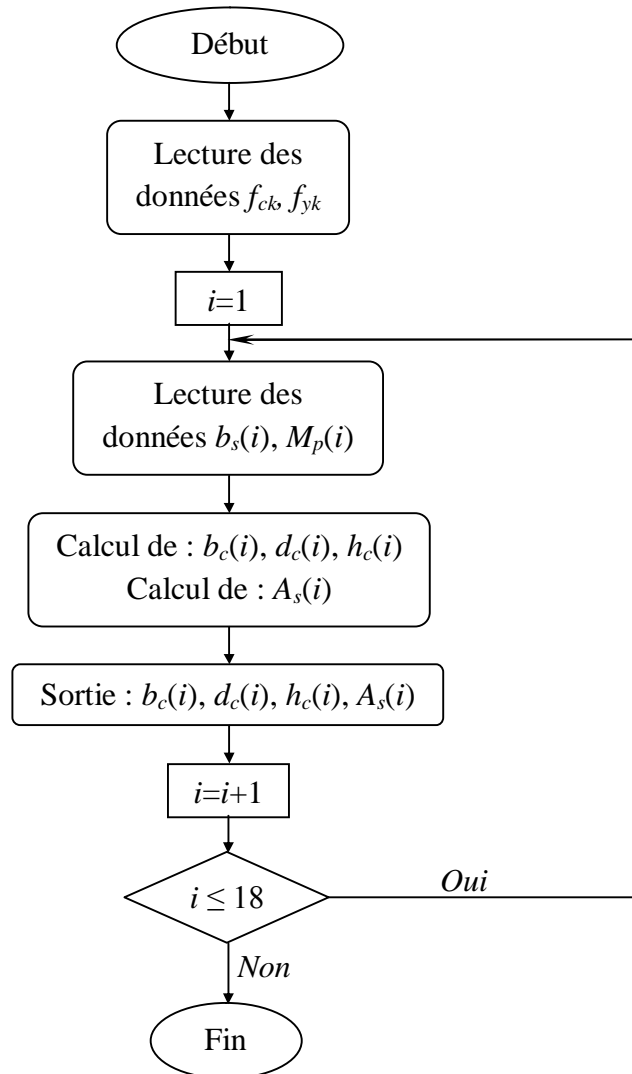 Début
Lecture des
données f_ck, f_yk
i=1
Lecture des
données b_s(i), M_p(i)
Calcul de : b_c(i), d_c(i), h_c(i)
Calcul de : A_s(i)
Sortie : b_c(i), d_c(i), h_c(i), A_s(i)
i=i+1
i ≤ 18
Oui
Non
Fin